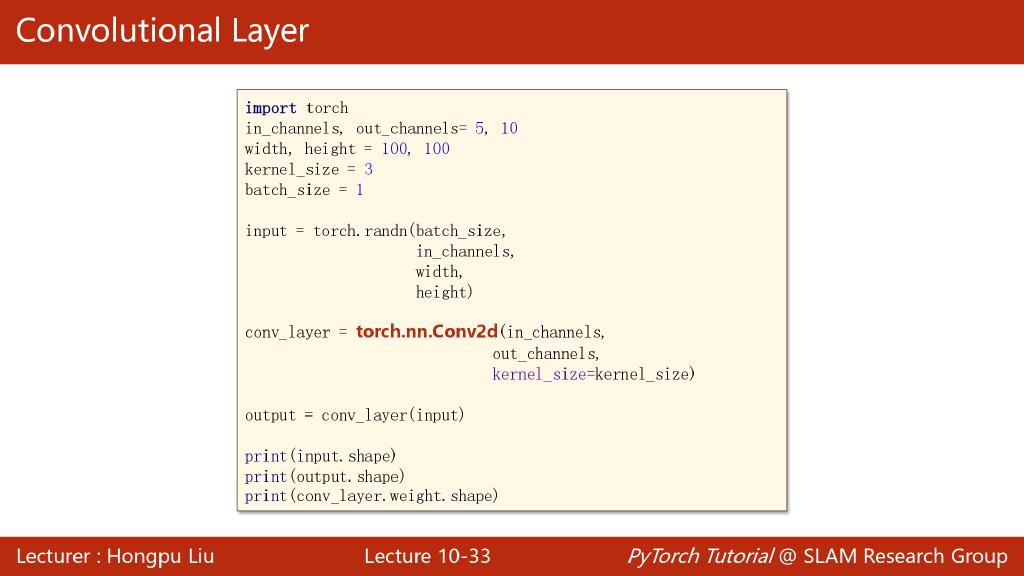 Convolutional Layer
import torch
in_channels, out_channels= 5, 10
width, height = 100, 100
kernel_size = 3
batch_size = 1
input = torch.randn(batch_size,
in_channels,
width,
height)
conv_layer = torch.nn.Conv2d(in_channels,
out_channels,
kernel_size=kernel_size)
output = conv_layer(input)
print(input.shape)
print(output.shape)
print(conv_layer.weight.shape)
Lecturer : Hongpu Liu Lecture 10-33 PyTorch Tutorial @ SLAM Research Group